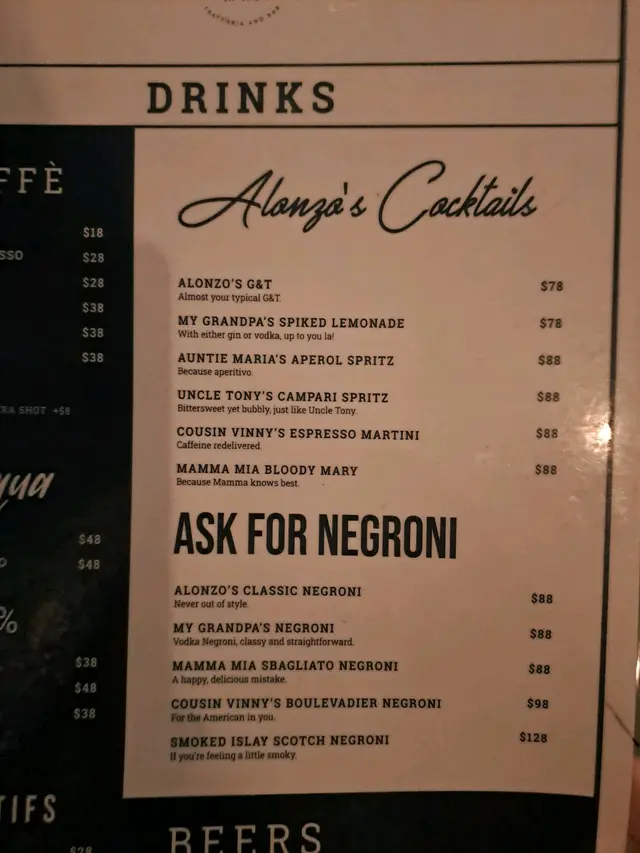 TRATTORIA AND BAR
DRINKS
FFÈ
$18
SSO $28
$28
$38
$38
$38
RA SHOT +$8
qua
$48
$48
%
$38
$48
$38
TIFS
$28
Alonzo's Cocktails
ALONZO'S G&T $78
Almost your typical G&T.
MY GRANDPA'S SPIKED LEMONADE $78
With either gin or vodka, up to you la!
AUNTIE MARIA'S APEROL SPRITZ $88
Because aperitivo.
UNCLE TONY'S CAMPARI SPRITZ $88
Bittersweet yet bubbly, just like Uncle Tony.
COUSIN VINNY'S ESPRESSO MARTINI $88
Caffeine redelivered.
MAMMA MIA BLOODY MARY $88
Because Mamma knows best.
ASK FOR NEGRONI
ALONZO'S CLASSIC NEGRONI $88
Never out of style.
MY GRANDPA'S NEGRONI $88
Vodka Negroni, classy and straightforward.
MAMMA MIA SBAGLIATO NEGRONI $88
A happy, delicious mistake.
COUSIN VINNY'S BOULEVADIER NEGRONI $98
For the American in you.
SMOKED ISLAY SCOTCH NEGRONI $128
If you're feeling a little smoky.
BEERS